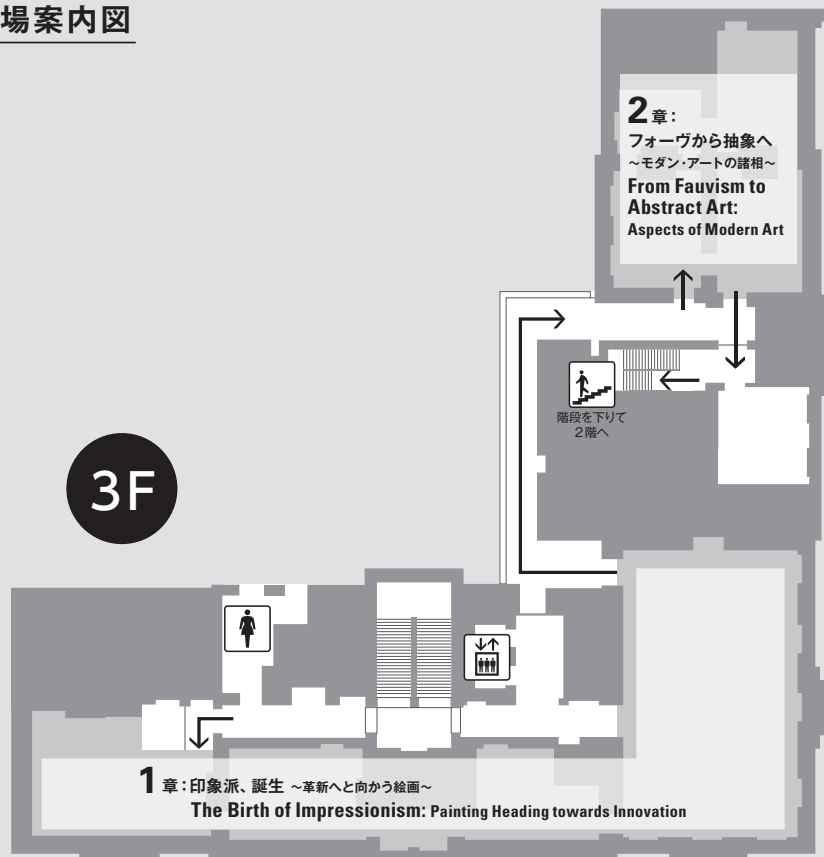 場案内図
2章:
フォーヴから抽象へ
~モダン・アートの諸相~
From Fauvism to
Abstract Art:
Aspects of Modern Art
階段を下りて
2階へ
3F
1章:印象派、誕生 ~革新へと向かう絵画~
The Birth of Impressionism: Painting Heading towards Innovation